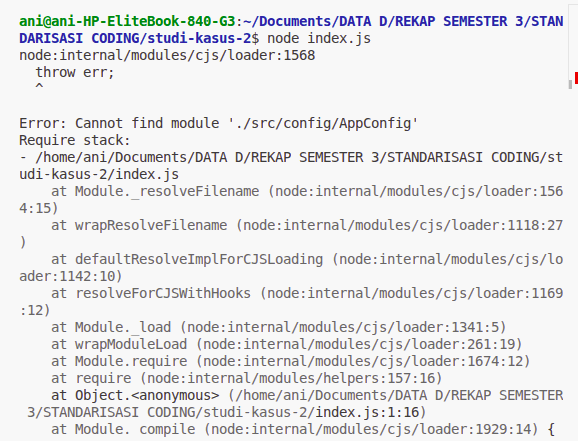 ani@ani-HP-EliteBook-840-G3:~/Documents/DATA D/REKAP SEMESTER 3/STAN
DARISASI CODING/studi-kasus-2$ node index.js
node:internal/modules/cjs/loader:1568
  throw err;
  ^

Error: Cannot find module './src/config/AppConfig'
Require stack:
- /home/ani/Documents/DATA D/REKAP SEMESTER 3/STANDARISASI CODING/st
udi-kasus-2/index.js
    at Module._resolveFilename (node:internal/modules/cjs/loader:156
4:15)
    at wrapResolveFilename (node:internal/modules/cjs/loader:1118:27
)
    at defaultResolveImplForCJSLoading (node:internal/modules/cjs/lo
ader:1142:10)
    at resolveForCJSWithHooks (node:internal/modules/cjs/loader:1169
:12)
    at Module._load (node:internal/modules/cjs/loader:1341:5)
    at wrapModuleLoad (node:internal/modules/cjs/loader:261:19)
    at Module.require (node:internal/modules/cjs/loader:1674:12)
    at require (node:internal/modules/helpers:157:16)
    at Object.<anonymous> (/home/ani/Documents/DATA D/REKAP SEMESTER
 3/STANDARISASI CODING/studi-kasus-2/index.js:1:16)
    at Module._compile (node:internal/modules/cjs/loader:1929:14) {